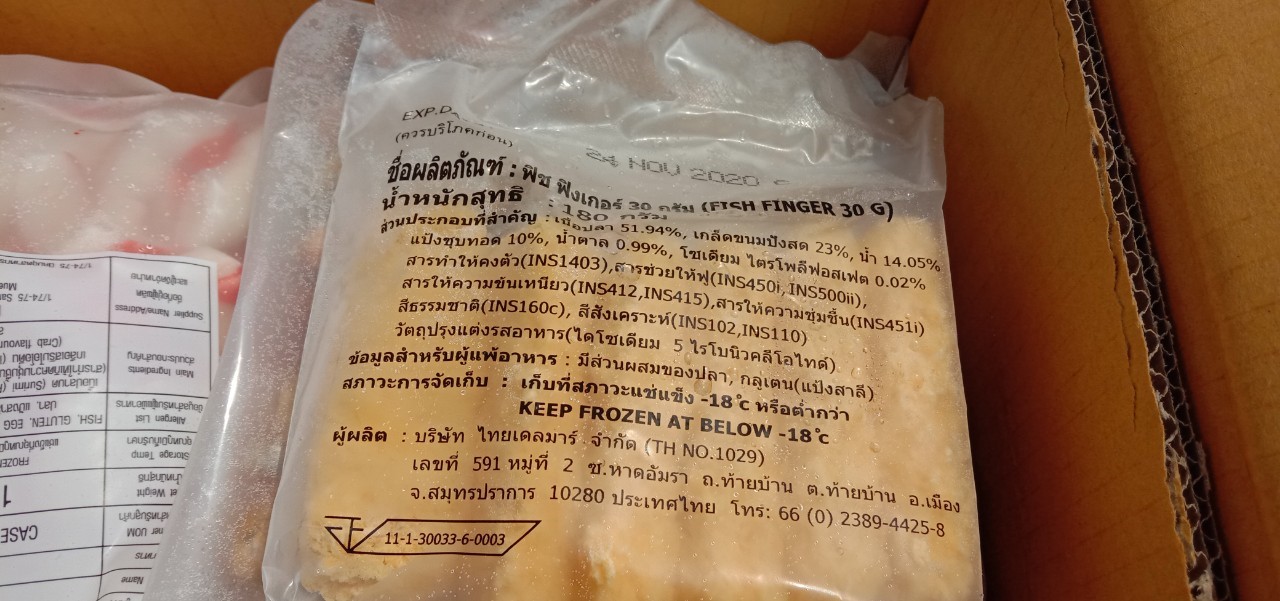 EXP.D
(ควรบริโภคก่อน)
24 NOV 2020
ชื่อผลิตภัณฑ์ : ฟิช ฟิงเกอร์ 30 กรัม (FISH FINGER 30 G)
น้ำหนักสุทธิ : 180 กรัม
ส่วนประกอบที่สำคัญ : เนื้อปลา 51.94%, เกล็ดขนมปังสด 23%, น้ำ 14.05%
แป้งชุบทอด 10%, น้ำตาล 0.99%, โซเดียม ไตรโพลีฟอสเฟต 0.02%
สารทำให้คงตัว(INS1403),สารช่วยให้ฟู(INS450i, INS500ii),
สารให้ความข้นเหนียว(INS412,INS415),สารให้ความชุ่มชื้น(INS451i)
สีธรรมชาติ(INS160c), สีสังเคราะห์(INS102,INS110)
วัตถุปรุงแต่งรสอาหาร(ไดโซเดียม 5 ไรโบนิวคลีโอไทด์)
ข้อมูลสำหรับผู้แพ้อาหาร : มีส่วนผสมของปลา, กลูเตน(แป้งสาลี)
สภาวะการจัดเก็บ : เก็บที่สภาวะแช่แข็ง -18°c หรือต่ำกว่า
KEEP FROZEN AT BELOW -18°c
ผู้ผลิต : บริษัท ไทยเดลมาร์ จำกัด (TH NO.1029)
เลขที่ 591 หมู่ที่ 2 ซ.หาดอัมรา ถ.ท้ายบ้าน ต.ท้ายบ้าน อ.เมือง
จ.สมุทรปราการ 10280 ประเทศไทย โทร: 66 (0) 2389-4425-8
11-1-30033-6-0003
Name
UOM
CASE
Weight
Storage Temp
FROZEN
Allergen List
FISH, GLUTEN, EGG
Main Ingredients
(Surimi)
(Crab flavour
Supplier Name/Address
1/74-75